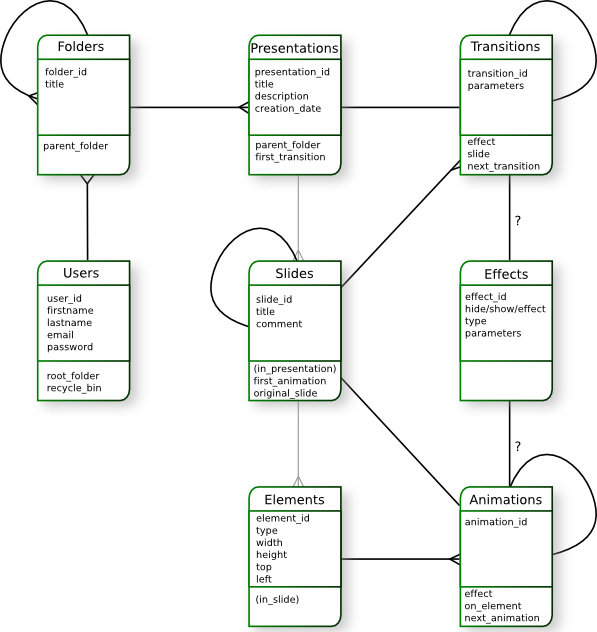 Folders
folder_id
title
parent_folder
Presentations
presentation_id
title
description
creation_date
parent_folder
first_transition
Transitions
transition_id
parameters
effect
slide
next_transition
?
Users
user_id
firstname
lastname
email
password
root_folder
recycle_bin
Slides
slide_id
title
comment
(in_presentation)
first_animation
original_slide
Effects
effect_id
hide/show/effect
type
parameters
?
Elements
element_id
type
width
height
top
left
(in_slide)
Animations
animation_id
effect
on_element
next_animation